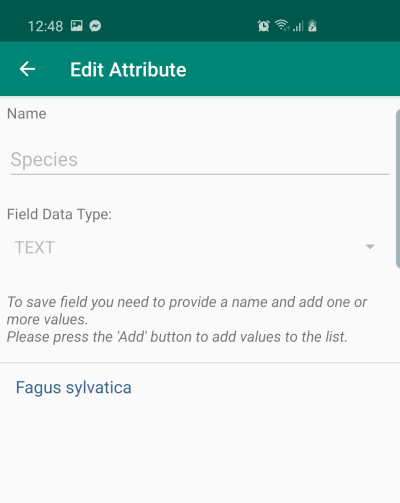 12:48
Edit Attribute
Name
Species
Field Data Type:
TEXT
To save field you need to provide a name and add one or
more values.
Please press the 'Add' button to add values to the list.
Fagus sylvatica